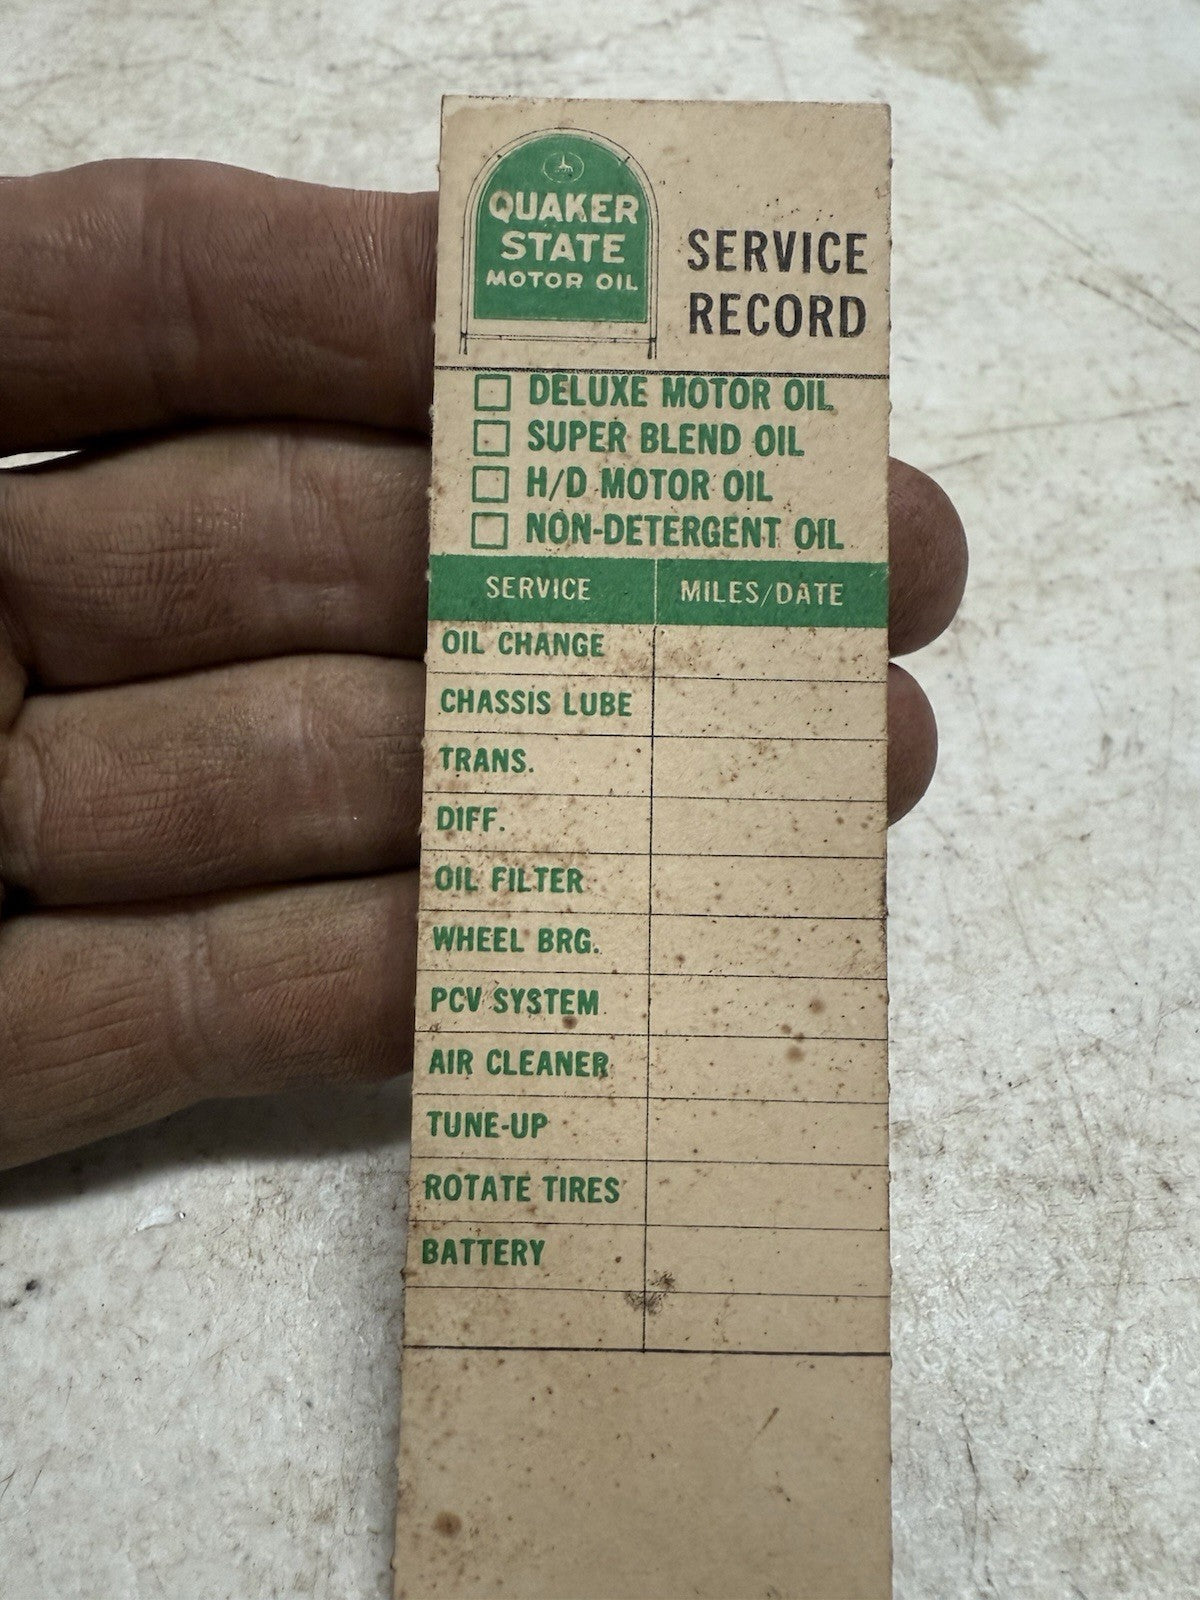 QUAKER
STATE
MOTOR OIL
SERVICE
RECORD
DELUXE MOTOR OIL
SUPER BLEND OIL
H/D MOTOR OIL
NON-DETERGENT OIL
SERVICE MILES/DATE
OIL CHANGE
CHASSIS LUBE
TRANS.
DIFF.
OIL FILTER
WHEEL BRG.
PCV SYSTEM
AIR CLEANER
TUNE-UP
ROTATE TIRES
BATTERY